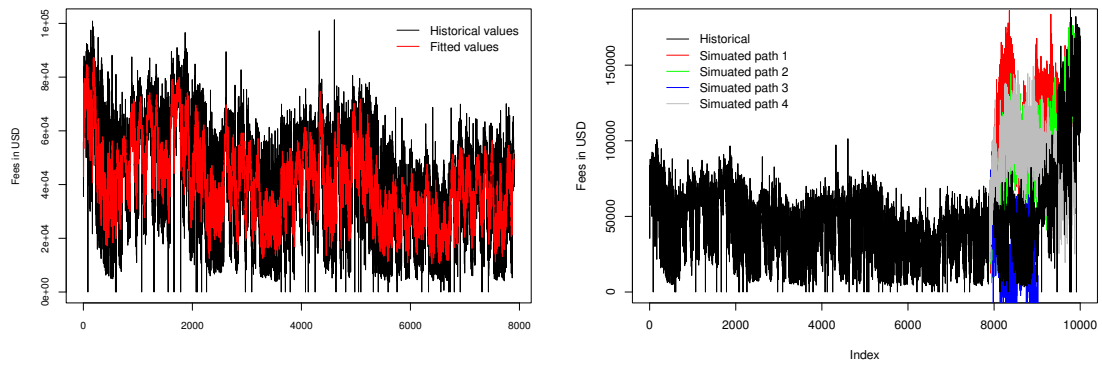 Fees in USD
1e+05
8e+04
6e+04
4e+04
2e+04
0e+00
Historical values
Fitted values
0 2000 4000 6000 8000
Fees in USD
150000
100000
50000
0
Historical
Simuated path 1
Simuated path 2
Simuated path 3
Simuated path 4
0 2000 4000 6000 8000 10000
Index